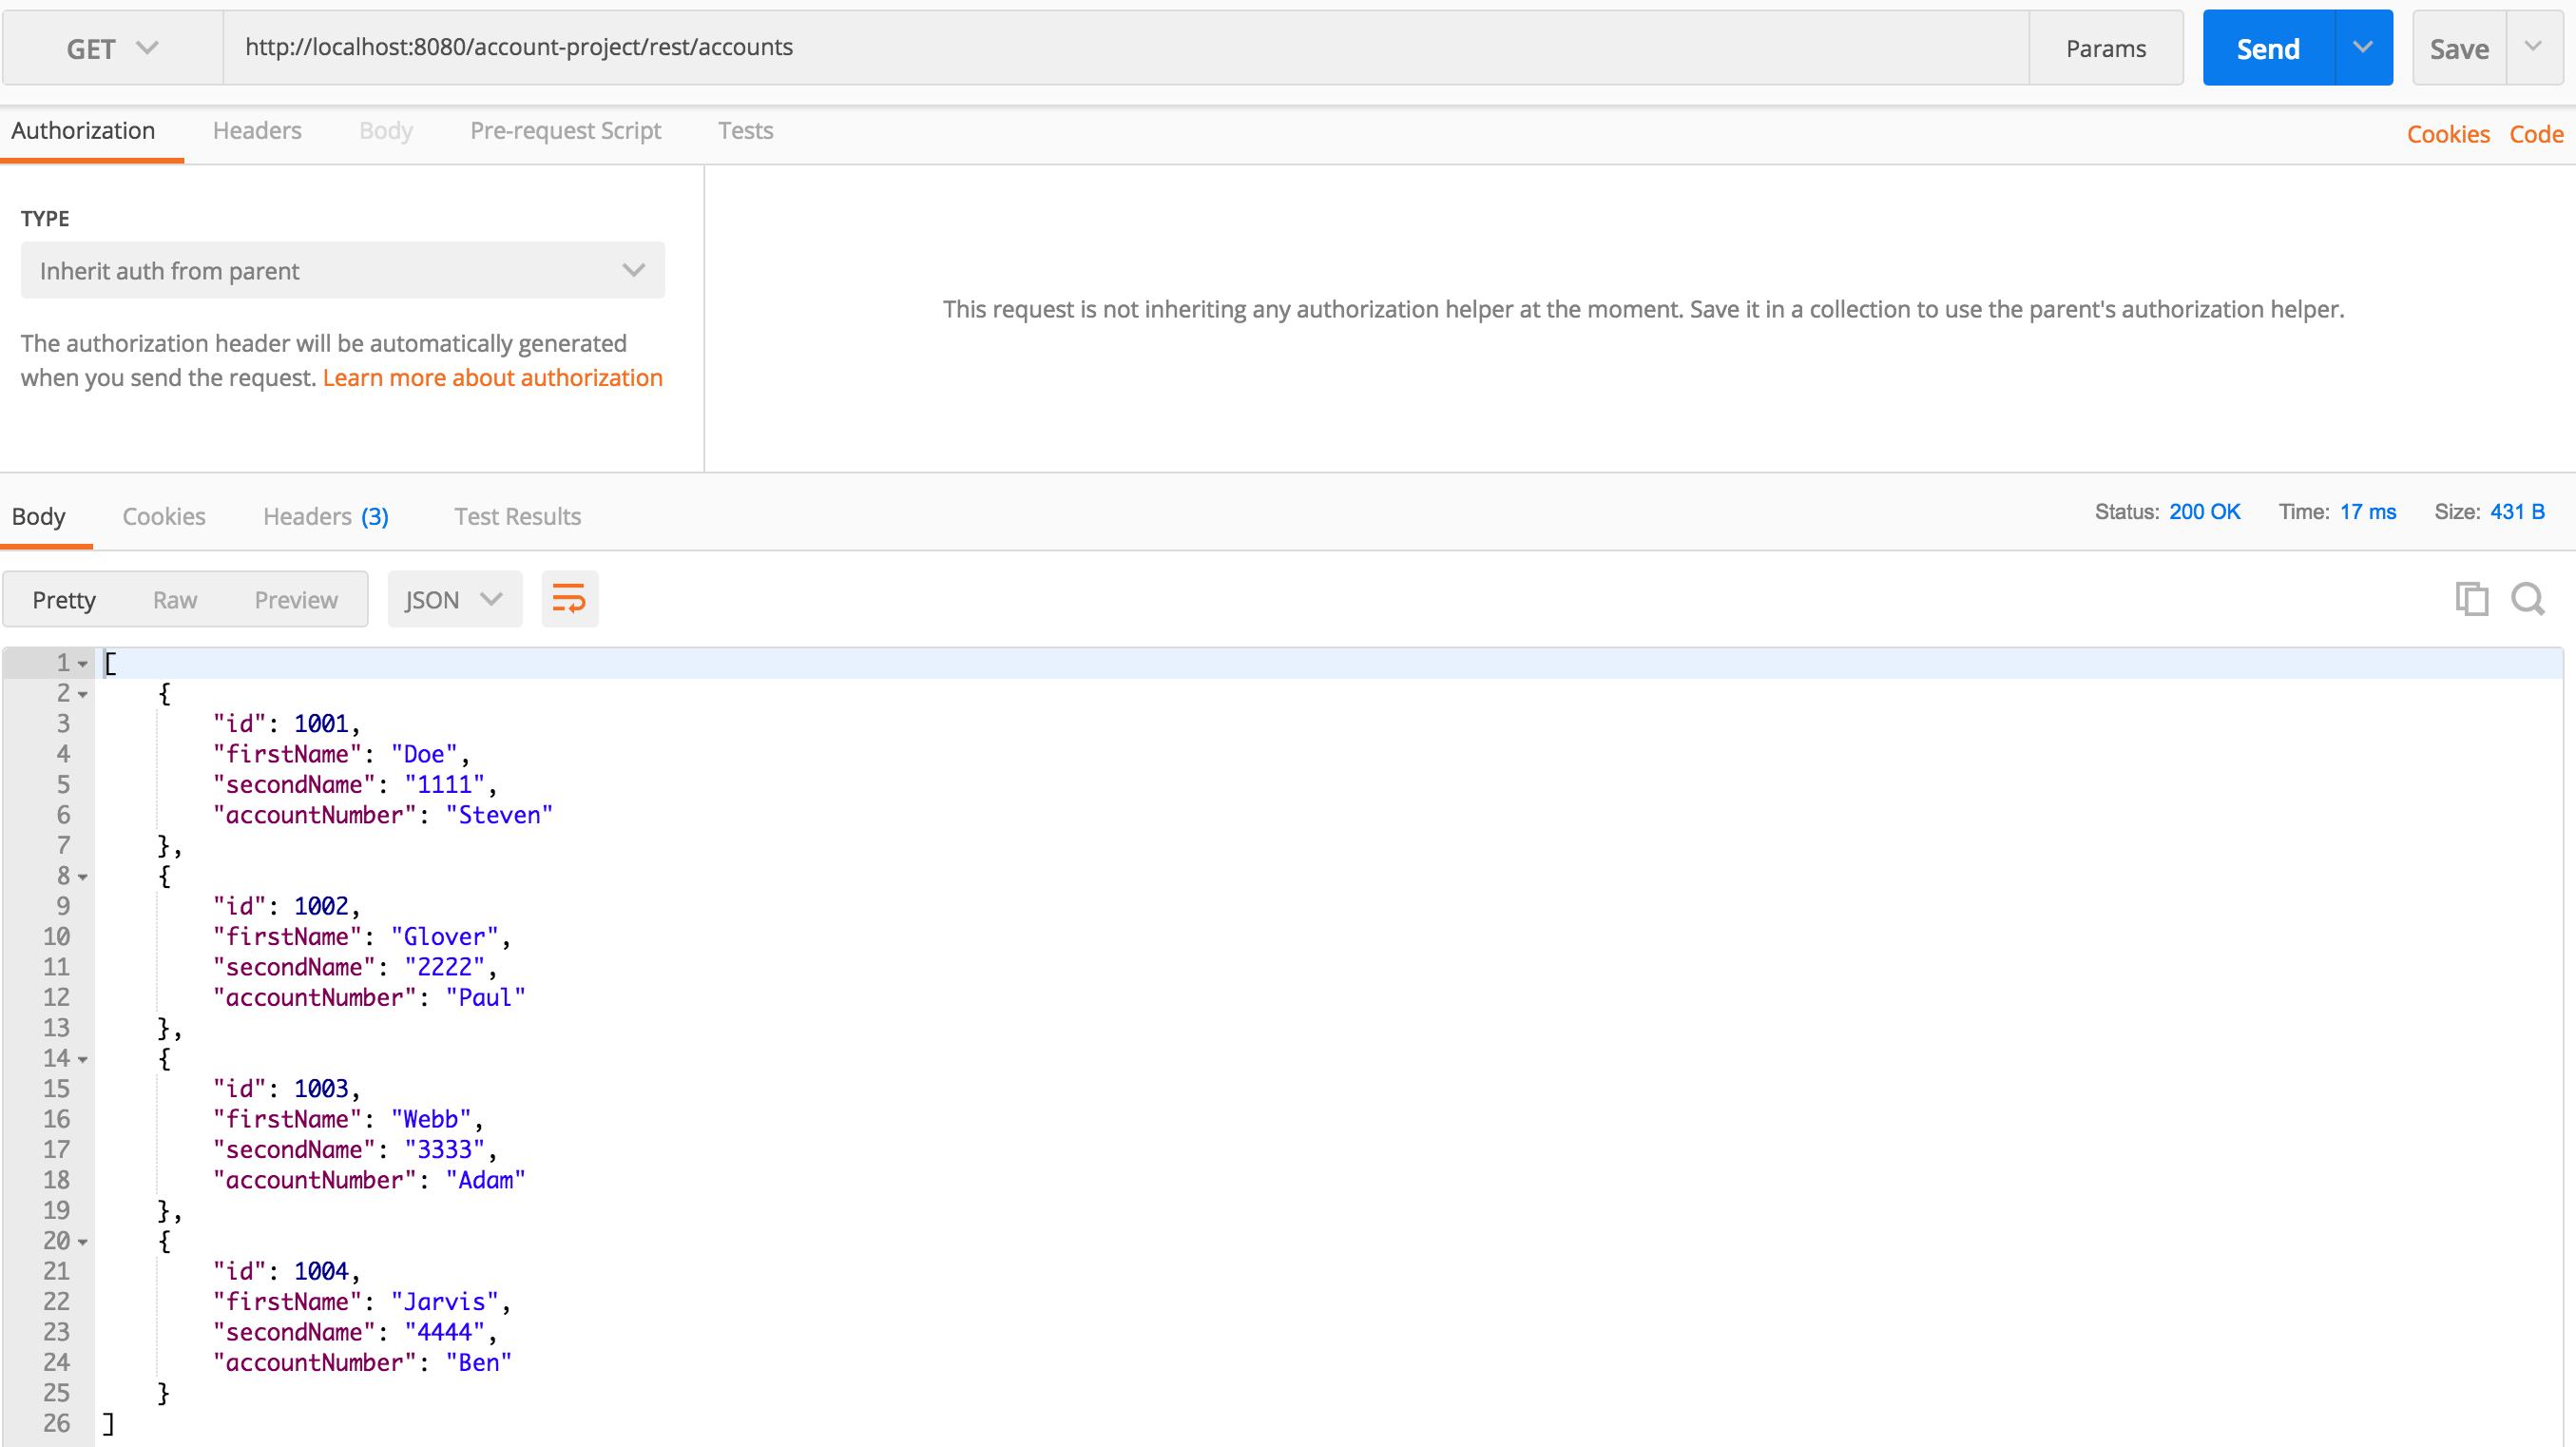 GET http://localhost:8080/account-project/rest/accounts Params Send Save
Authorization Headers Body Pre-request Script Tests Cookies Code
TYPE
Inherit auth from parent
The authorization header will be automatically generated
when you send the request. Learn more about authorization
This request is not inheriting any authorization helper at the moment. Save it in a collection to use the parent's authorization helper.
Body Cookies Headers (3) Test Results Status: 200 OK Time: 17 ms Size: 431 B
Pretty Raw Preview JSON
1 [
2 {
3 "id": 1001,
4 "firstName": "Doe",
5 "secondName": "1111",
6 "accountNumber": "Steven"
7 },
8 {
9 "id": 1002,
10 "firstName": "Glover",
11 "secondName": "2222",
12 "accountNumber": "Paul"
13 },
14 {
15 "id": 1003,
16 "firstName": "Webb",
17 "secondName": "3333",
18 "accountNumber": "Adam"
19 },
20 {
21 "id": 1004,
22 "firstName": "Jarvis",
23 "secondName": "4444",
24 "accountNumber": "Ben"
25 }
26 ]